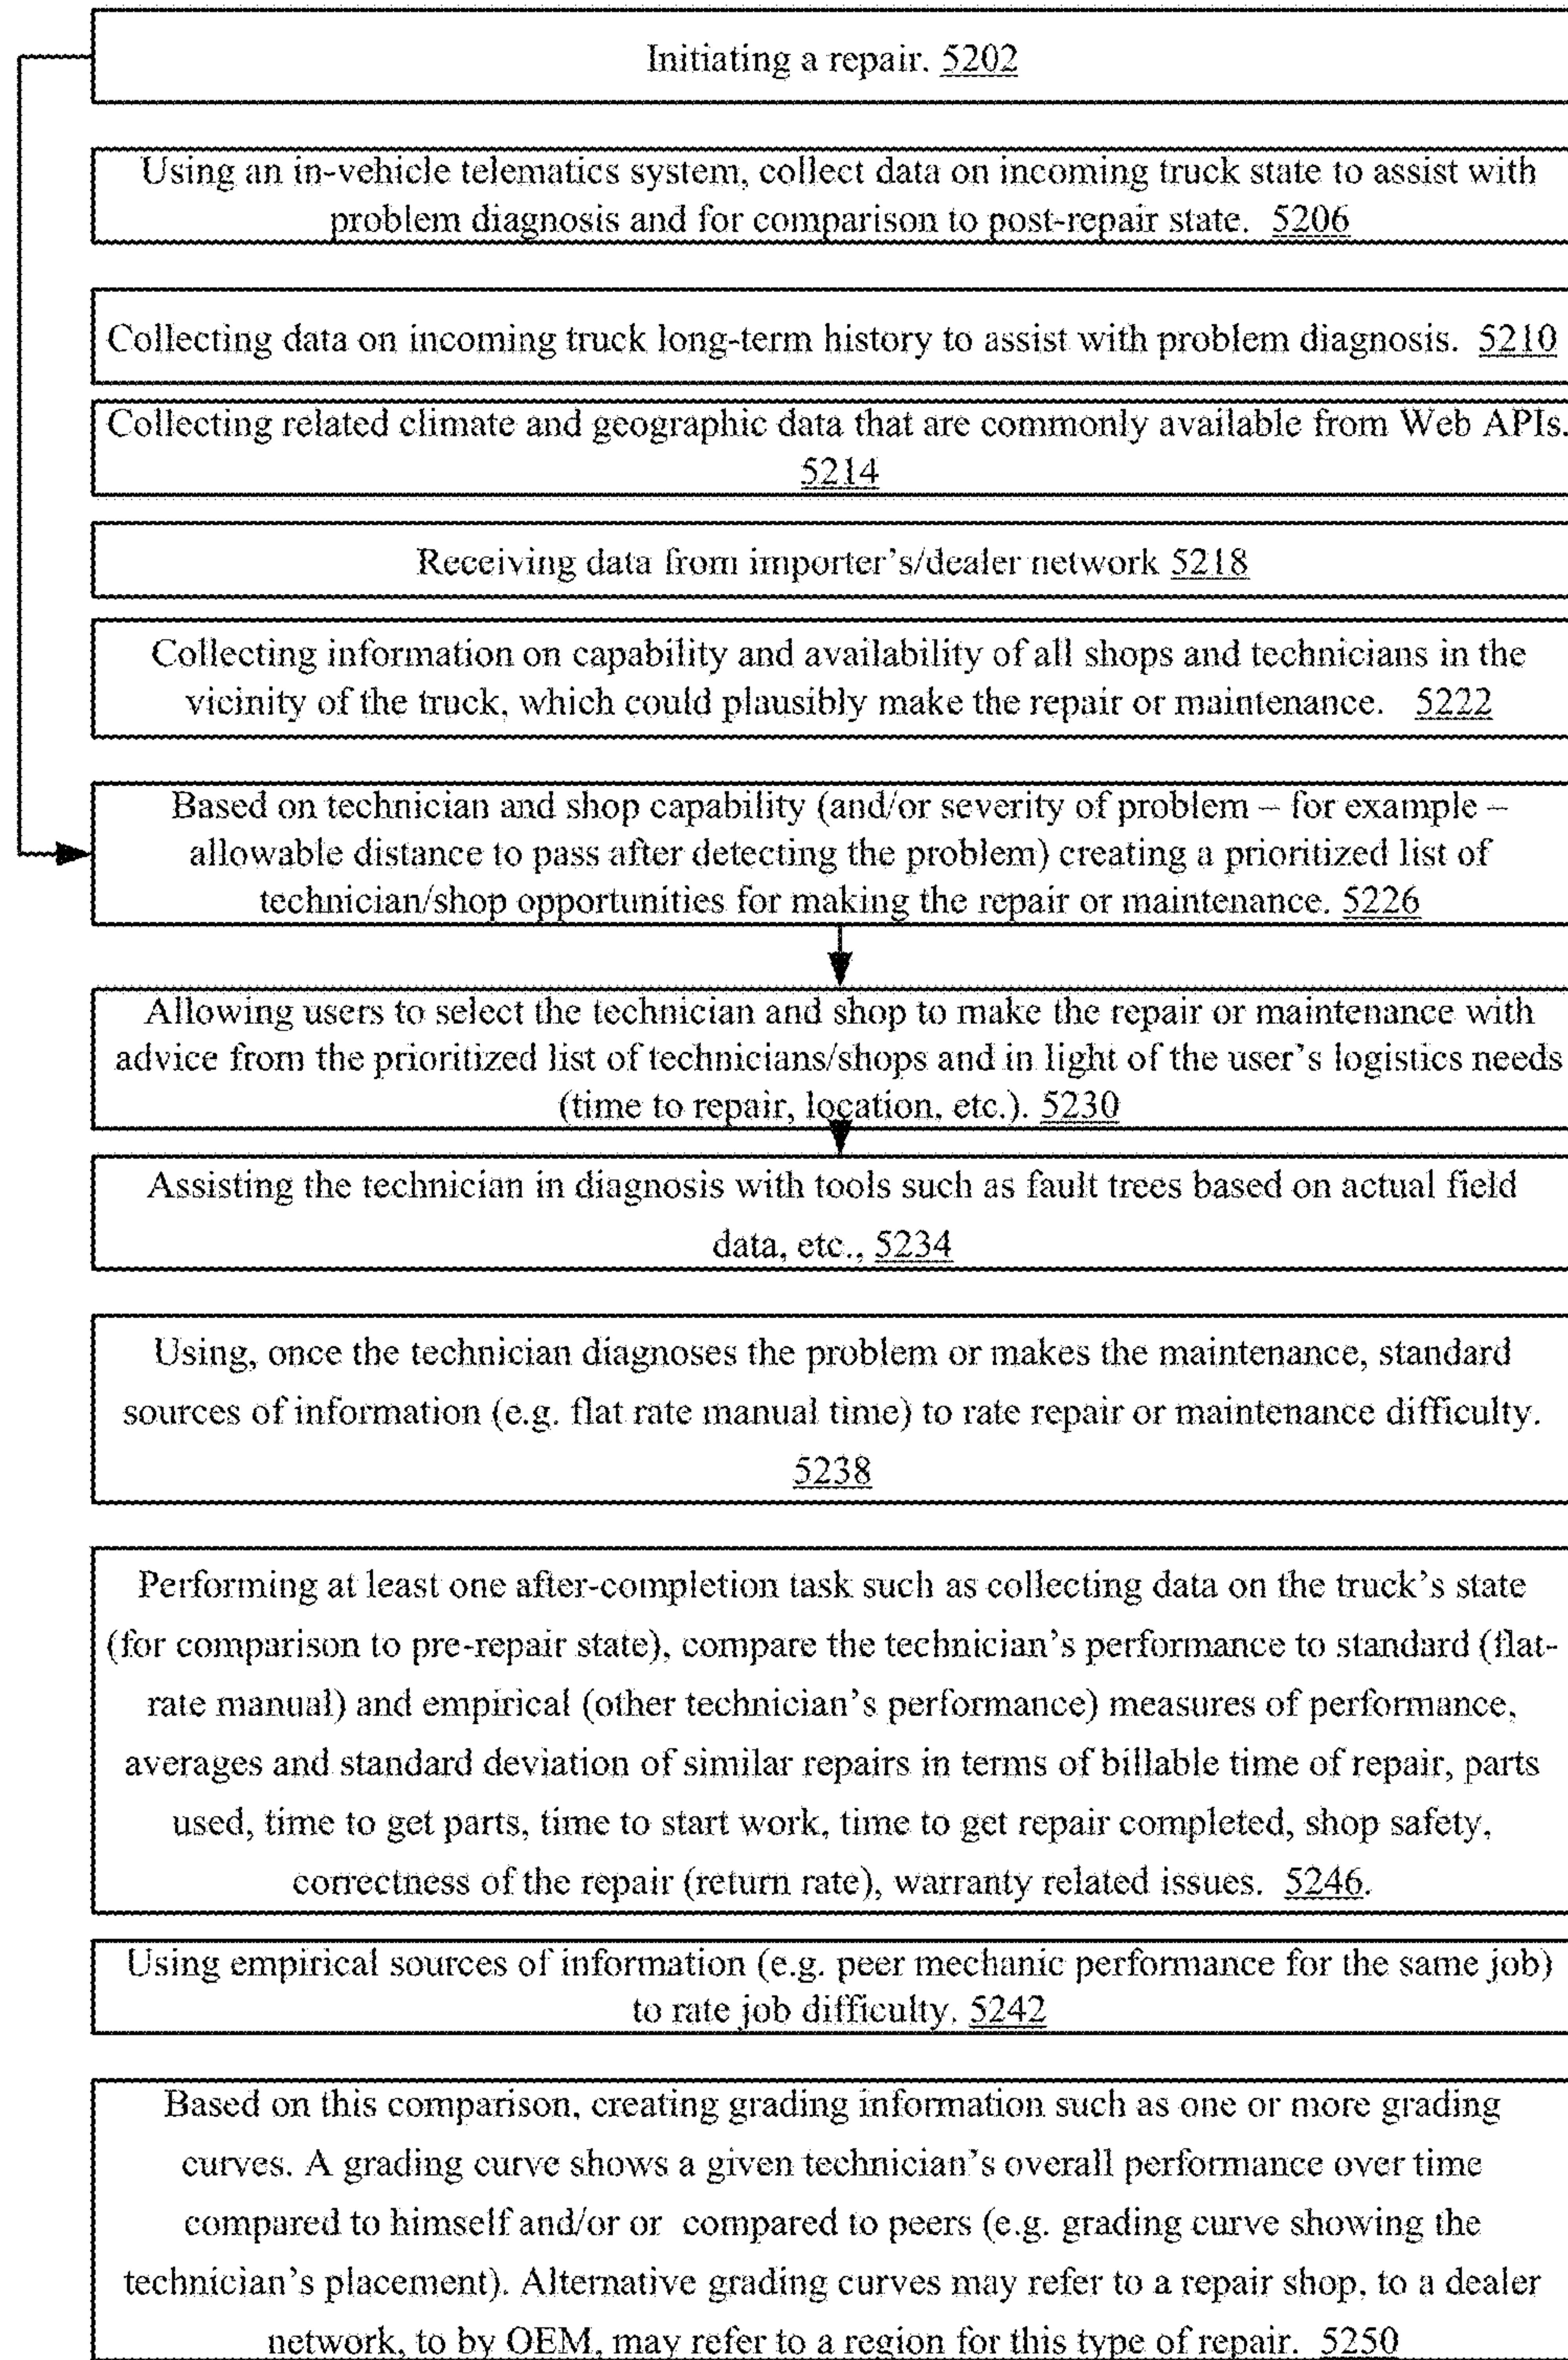 Initiating a repair. 5202
Using an in-vehicle telematics system, collect data on incoming truck state to assist with
problem diagnosis and for comparison to post-repair state. 5206
Collecting data on incoming truck long-term history to assist with problem diagnosis. 5210
Collecting related climate and geographic data that are commonly available from Web APIs.
5214
Receiving data from importer's/dealer network 5218
Collecting information on capability and availability of all shops and technicians in the
vicinity of the truck, which could plausibly make the repair or maintenance. 5222
Based on technician and shop capability (and/or severity of problem – for example –
allowable distance to pass after detecting the problem) creating a prioritized list of
technician/shop opportunities for making the repair or maintenance. 5226
Allowing users to select the technician and shop to make the repair or maintenance with
advice from the prioritized list of technicians/shops and in light of the user's logistics needs
(time to repair, location, etc.). 5230
Assisting the technician in diagnosis with tools such as fault trees based on actual field
data, etc., 5234
Using, once the technician diagnoses the problem or makes the maintenance, standard
sources of information (e.g. flat rate manual time) to rate repair or maintenance difficulty.
5238
Performing at least one after-completion task such as collecting data on the truck's state
(for comparison to pre-repair state), compare the technician's performance to standard (flat-
rate manual) and empirical (other technician's performance) measures of performance,
averages and standard deviation of similar repairs in terms of billable time of repair, parts
used, time to get parts, time to start work, time to get repair completed, shop safety,
correctness of the repair (return rate), warranty related issues. 5246.
Using empirical sources of information (e.g. peer mechanic performance for the same job)
to rate job difficulty. 5242
Based on this comparison, creating grading information such as one or more grading
curves. A grading curve shows a given technician's overall performance over time
compared to himself and/or or compared to peers (e.g. grading curve showing the
technician's placement). Alternative grading curves may refer to a repair shop, to a dealer
network, to by OEM, may refer to a region for this type of repair. 5250